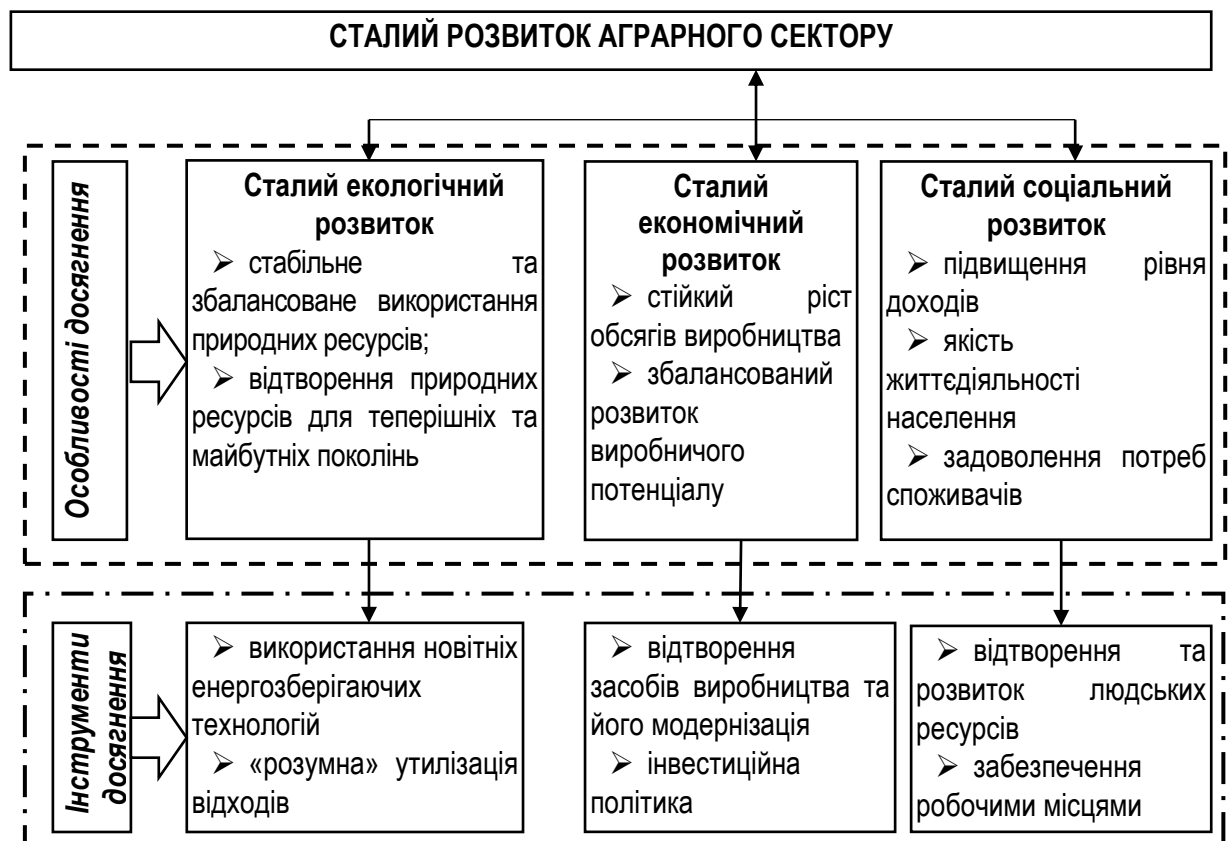 СТАЛИЙ РОЗВИТОК АГРАРНОГО СЕКТОРУ
Особливості досягнення
Сталий екологічний
розвиток
➢ стабільне та
збалансоване використання
природних ресурсів;
➢ відтворення природних
ресурсів для теперішніх та
майбутніх поколінь
Сталий
економічний
розвиток
➢ стійкий ріст
обсягів виробництва
➢ збалансований
розвиток
виробничого
потенціалу
Сталий соціальний
розвиток
➢ підвищення рівня
доходів
➢ якість
життєдіяльності
населення
➢ задоволення потреб
споживачів
Інструменти
досягнення
➢ використання новітніх
енергозберігаючих
технологій
➢ «розумна» утилізація
відходів
➢ відтворення
засобів виробництва та
його модернізація
➢ інвестиційна
політика
➢ відтворення та
розвиток людських
ресурсів
➢ забезпечення
робочими місцями